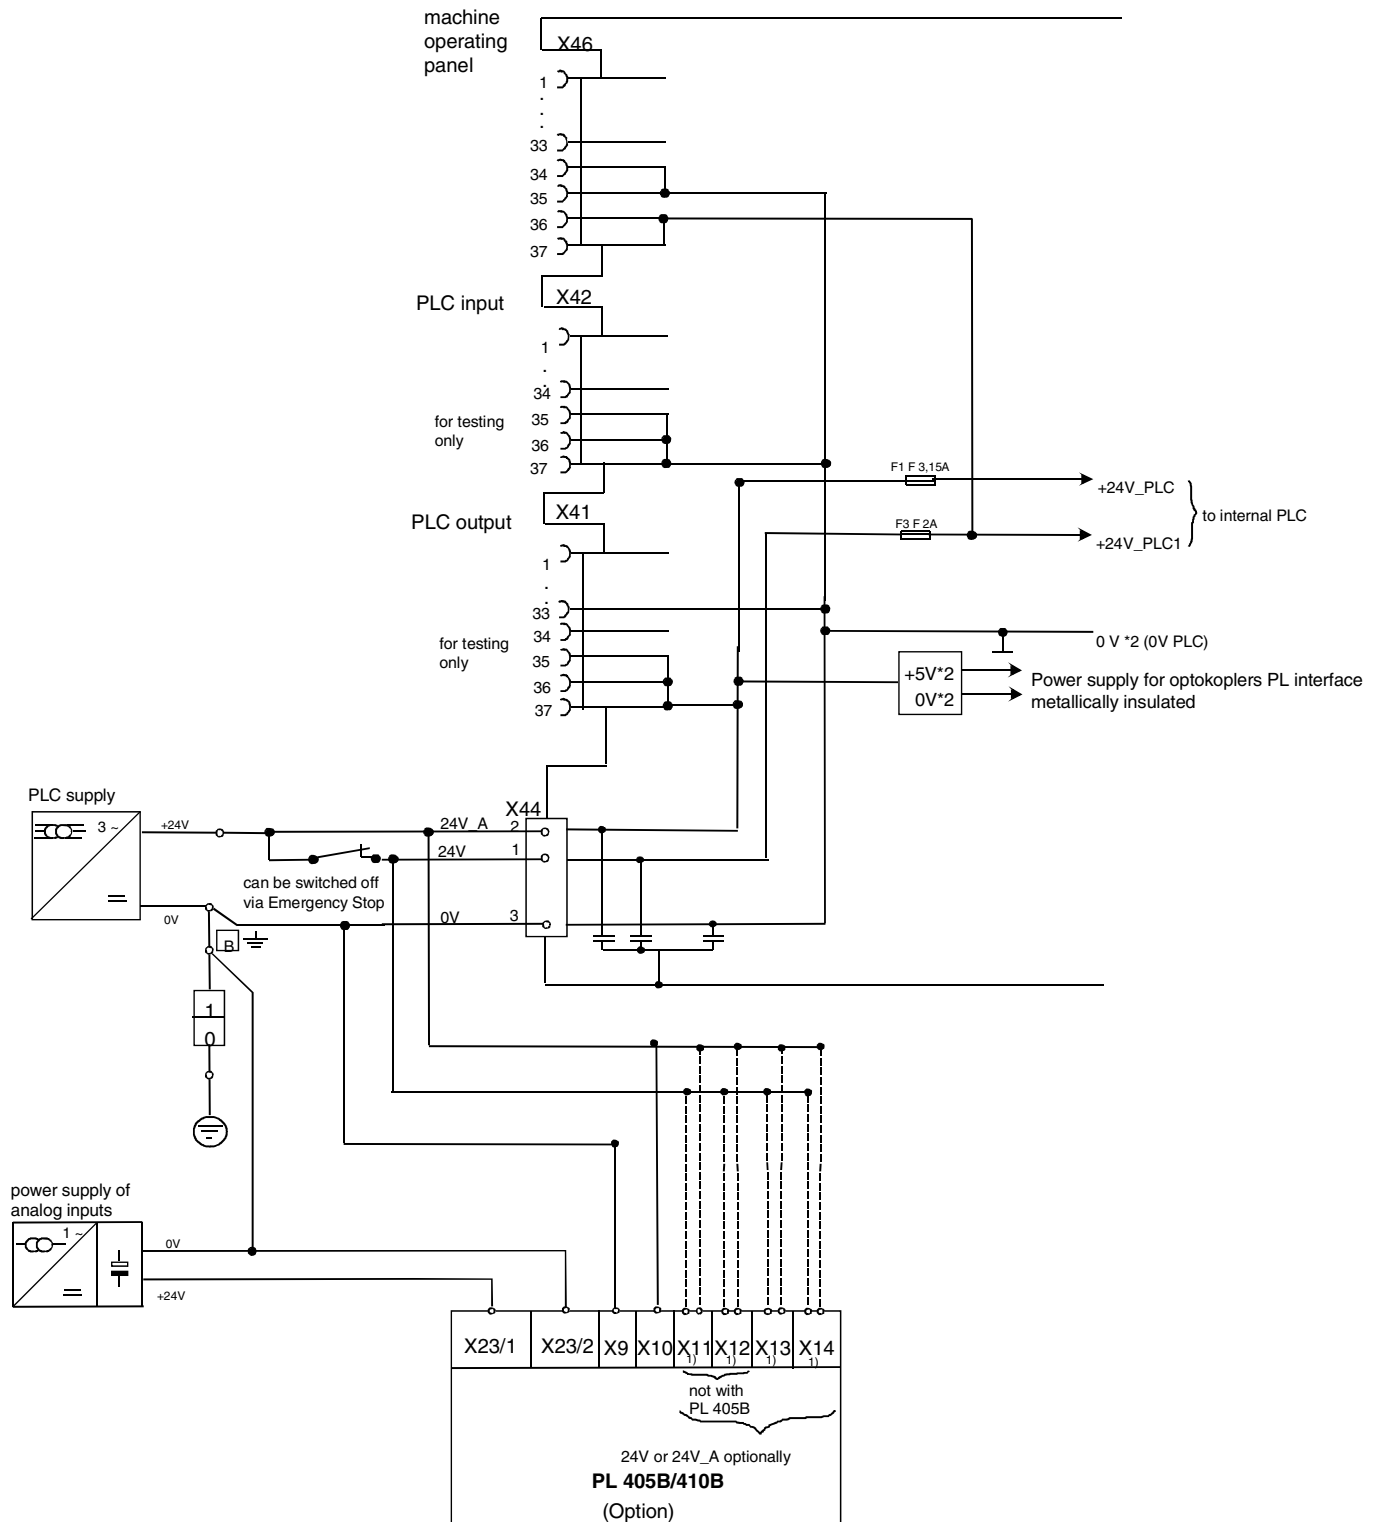 machine
operating
panel
X46
1
.
.
.
33
34
35
36
37
PLC input
X42
1
.
.
34
for testing
only
35
36
37
F1 F 3,15A
+24V_PLC
to internal PLC
F3 F 2A
+24V_PLC1
PLC output
X41
1
.
.
33
for testing
only
34
35
36
37
0 V *2 (0V PLC)
+5V*2
0V*2
Power supply for optokoplers PL interface
metallically insulated
PLC supply
3 ~
+24V
0V
X44
24V_A
2
24V
1
can be switched off
via Emergency Stop
0V
3
B
1
0
power supply of
analog inputs
1 ~
0V
+24V
X23/1
X23/2
X9
X10
X11
1)
X12
1)
X13
1)
X14
1)
not with
PL 405B
24V or 24V_A optionally
PL 405B/410B
(Option)